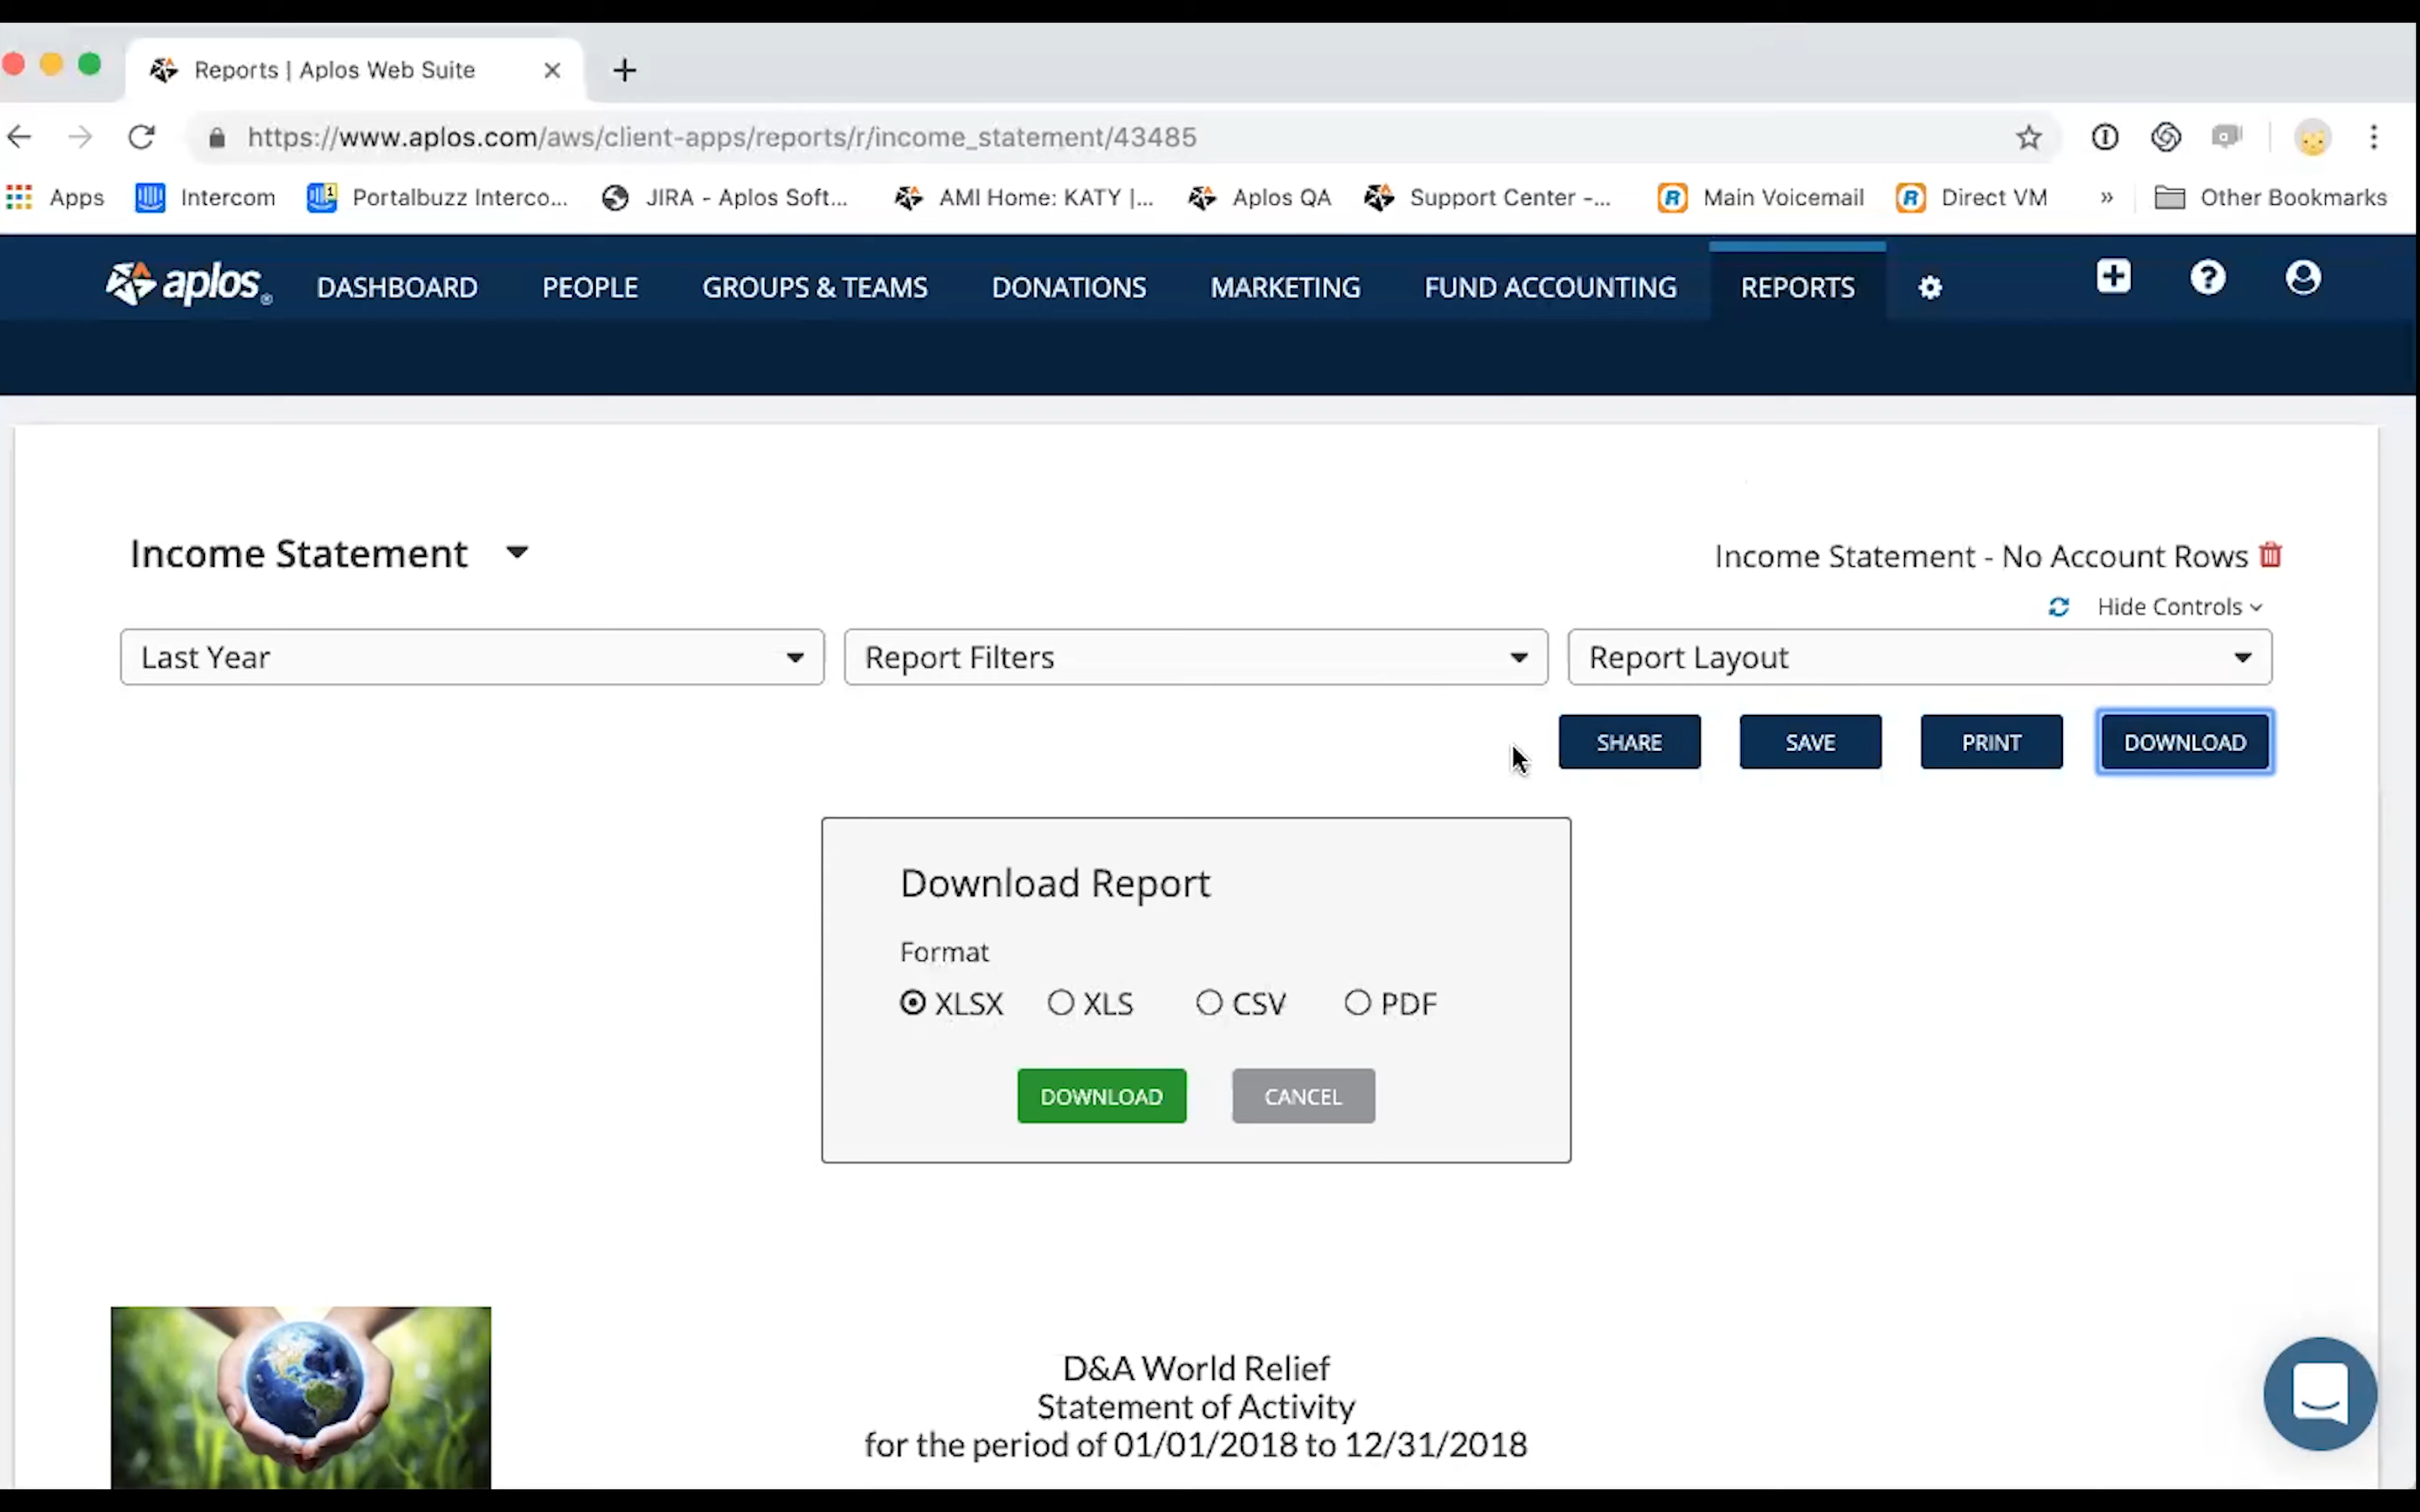 Reports | Aplos Web Suite
https://www.aplos.com/aws/client-apps/reports/r/income_statement/43485
Apps Intercom Portalbuzz Interco... JIRA - Aplos Soft... AMI Home: KATY |... Aplos QA Support Center -... Main Voicemail Direct VM » Other Bookmarks
aplos DASHBOARD PEOPLE GROUPS & TEAMS DONATIONS MARKETING FUND ACCOUNTING REPORTS
Income Statement
Income Statement - No Account Rows
Hide Controls
Last Year Report Filters Report Layout
SHARE SAVE PRINT DOWNLOAD
Download Report
Format
XLSX XLS CSV PDF
DOWNLOAD CANCEL
D&A World Relief
Statement of Activity
for the period of 01/01/2018 to 12/31/2018